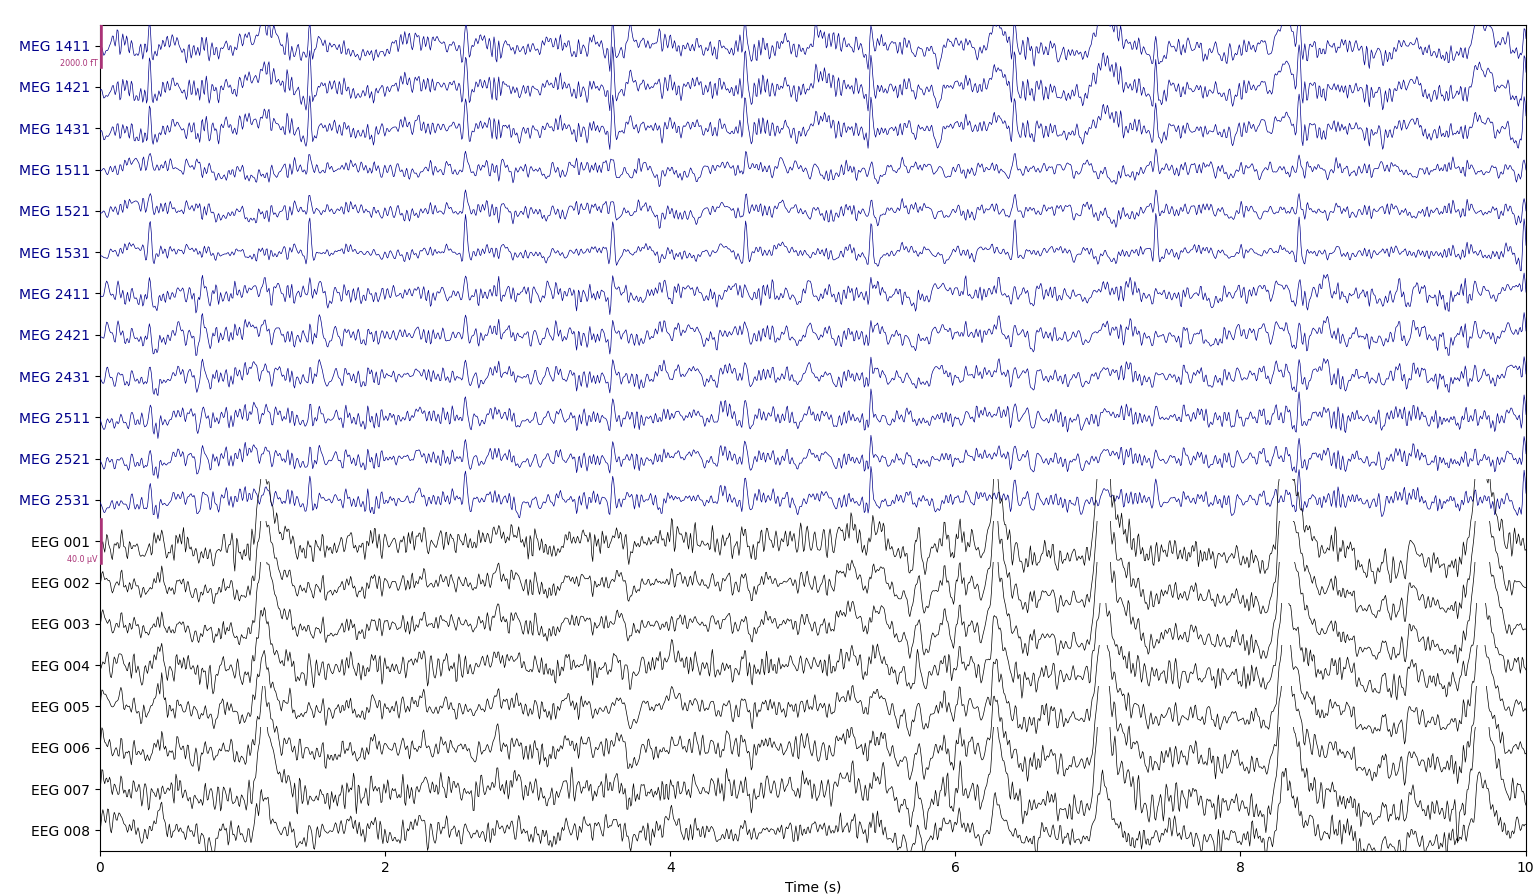 MEG 1411
2000.0 fT
MEG 1421
MEG 1431
MEG 1511
MEG 1521
MEG 1531
MEG 2411
MEG 2421
MEG 2431
MEG 2511
MEG 2521
MEG 2531
EEG 001
40.0 µV
EEG 002
EEG 003
EEG 004
EEG 005
EEG 006
EEG 007
EEG 008
0 2 4 6 8 10
Time (s)